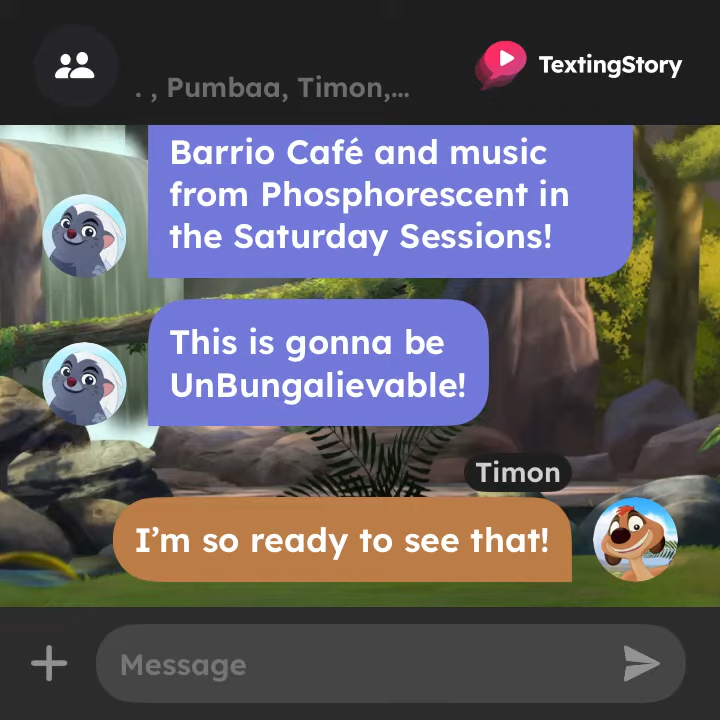 . , Pumbaa, Timon,...
TextingStory
Barrio Café and music
from Phosphorescent in
the Saturday Sessions!
This is gonna be
UnBungalievable!
Timon
I’m so ready to see that!
Message